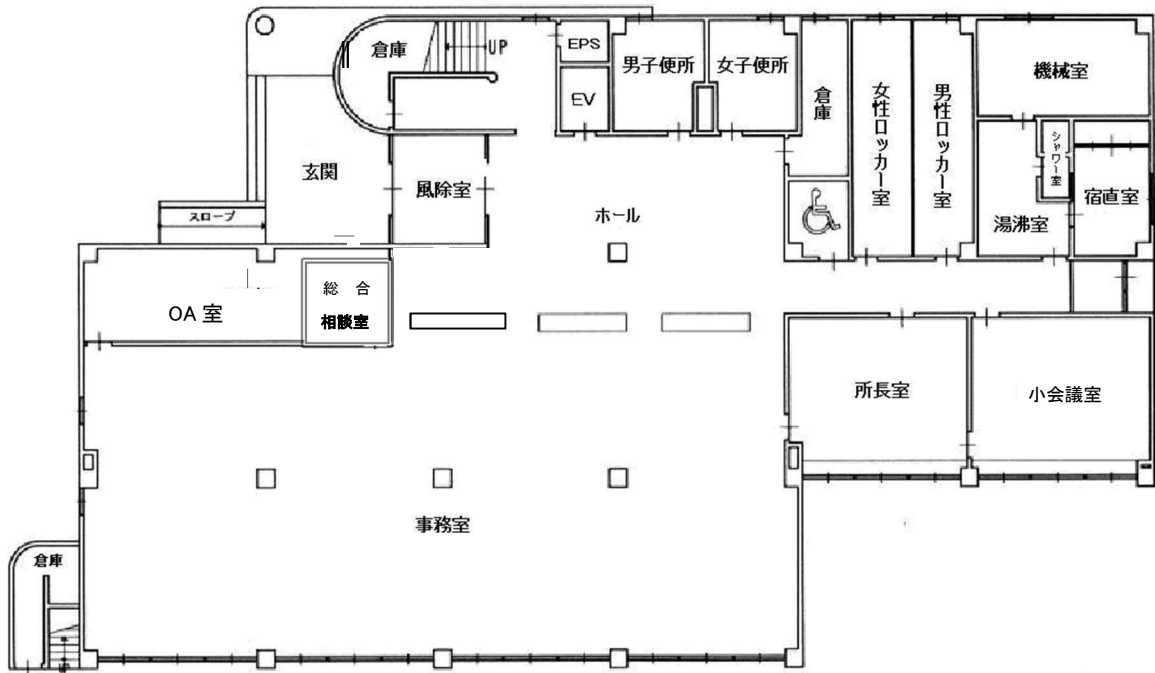 倉庫
UP
EPS
男子便所
女子便所
EV
倉庫
女性ロッカー室
男性ロッカー室
機械室
シャワー室
玄関
風除室
宿直室
スロープ
ホール
湯沸室
OA 室
総 合
相談室
所長室
小会議室
事務室
倉庫